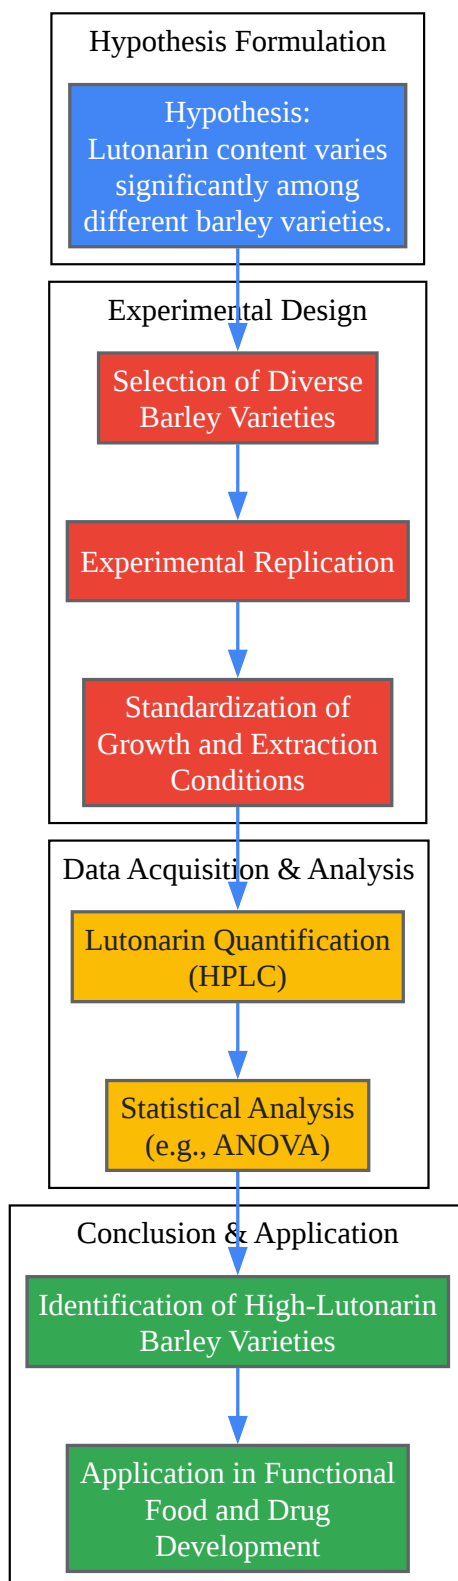 Hypothesis Formulation
Hypothesis:
Lutonarin content varies
significantly among
different barley varieties.
Experimental Design
Selection of Diverse
Barley Varieties
Experimental Replication
Standardization of
Growth and Extraction
Conditions
Data Acquisition & Analysis
Lutonarin Quantification
(HPLC)
Statistical Analysis
(e.g., ANOVA)
Conclusion & Application
Identification of High-Lutonarin
Barley Varieties
Application in Functional
Food and Drug
Development